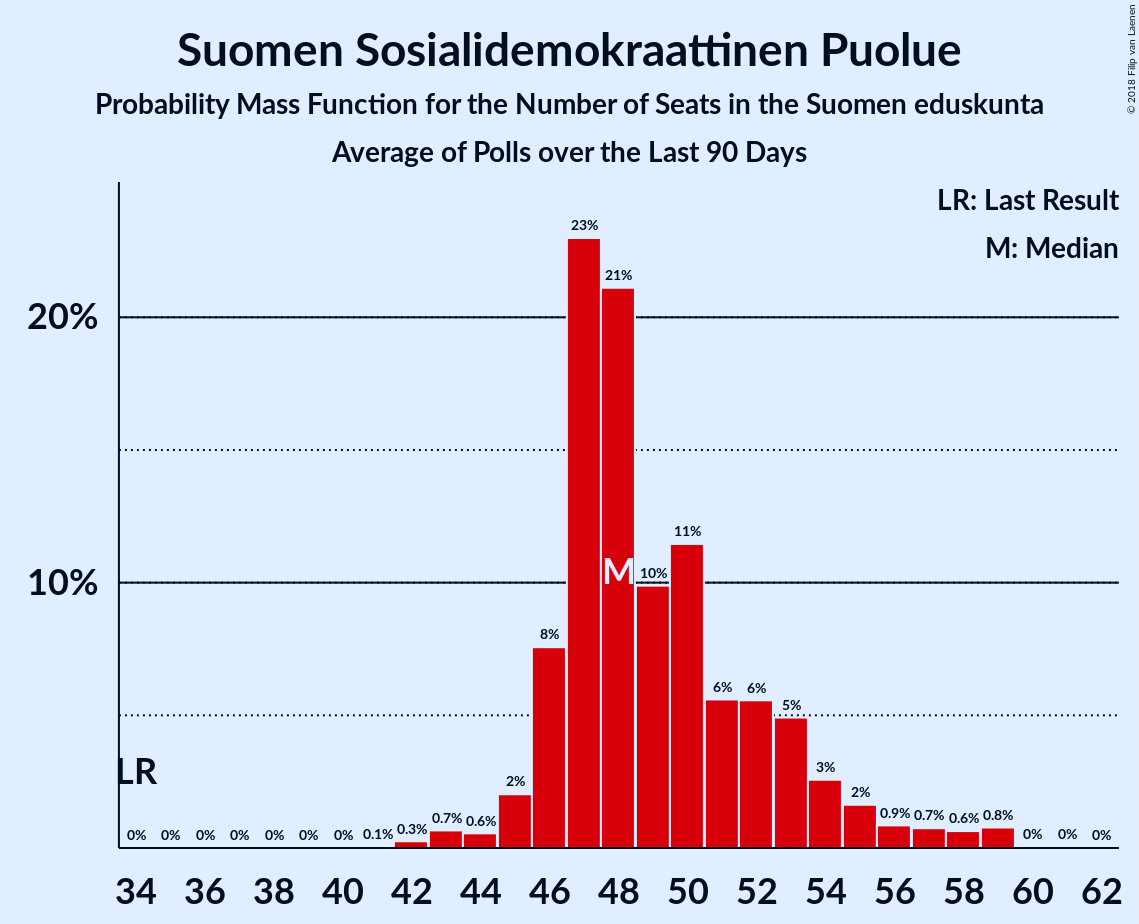 Suomen Sosialidemokraattinen Puolue
Probability Mass Function for the Number of Seats in the Suomen eduskunta
Average of Polls over the Last 90 Days
© 2018 Filip van Laenen
LR: Last Result
M: Median
20%
10%
LR
M
0% 0% 0% 0% 0% 0% 0% 0.1% 0.3% 0.7% 0.6% 2% 8% 23% 21% 10% 11% 6% 6% 5% 3% 2% 0.9% 0.7% 0.6% 0.8% 0% 0% 0%
34 36 38 40 42 44 46 48 50 52 54 56 58 60 62